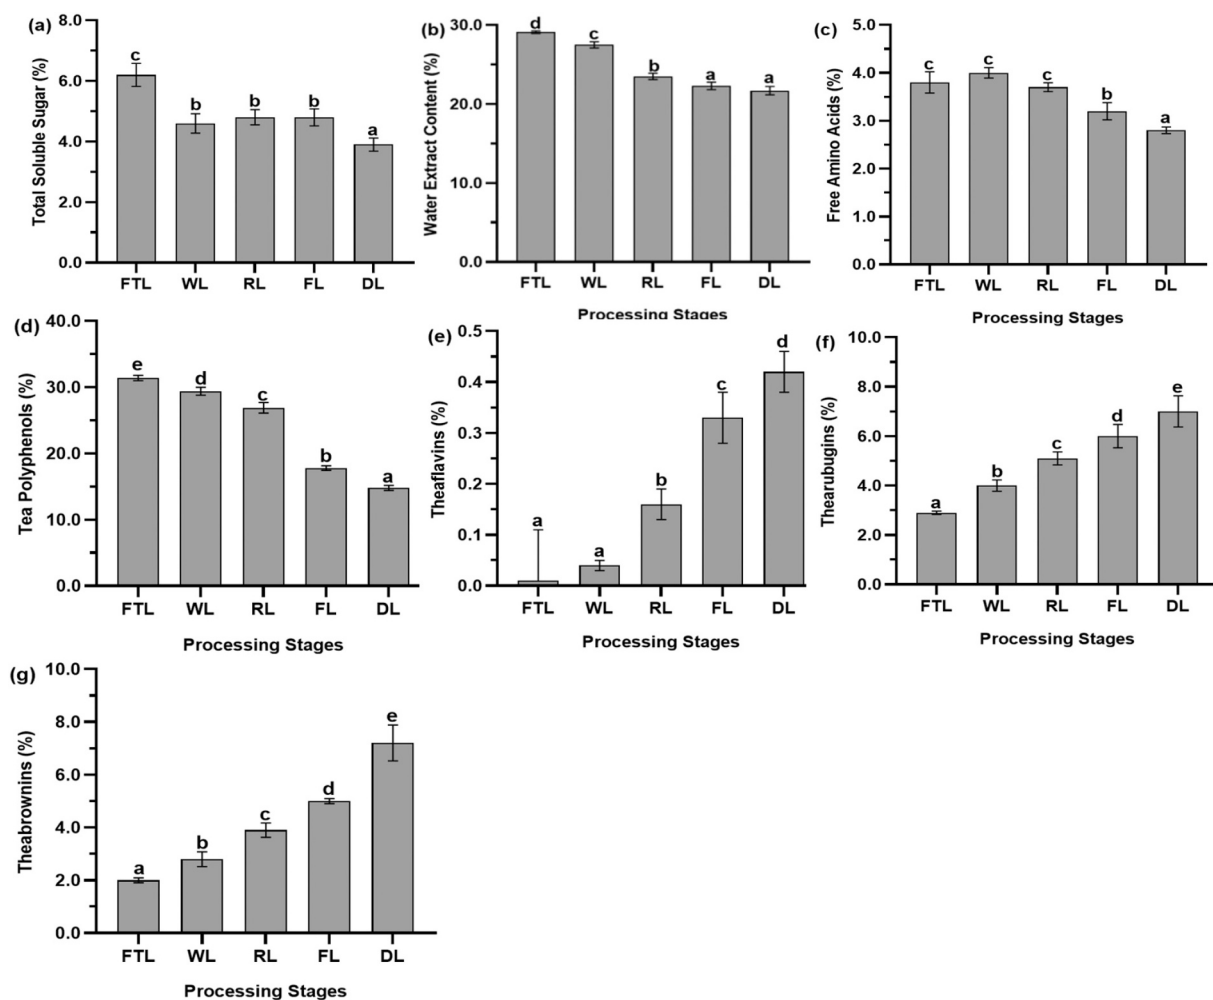 (a)
Total Soluble Sugar (%)
8.0
6.0
4.0
2.0
0.0
c
b
b
b
a
FTL WL RL FL DL
(b)
Water Extract Content (%)
30.0
20.0
10.0
0.0
d
c
b
a
a
FTL WL RL FL DL
Processing Stages
(c)
Free Amino Acids (%)
5.0
4.0
3.0
2.0
1.0
0.0
c
c
c
b
a
FTL WL RL FL DL
Processing Stages
(d)
Tea Polyphenols (%)
40.0
30.0
20.0
10.0
0.0
e
d
c
b
a
FTL WL RL FL DL
Processing Stages
(e)
Theaflavins (%)
0.5
0.4
0.3
0.2
0.1
0.0
a
a
b
c
d
FTL WL RL FL DL
Processing Stages
(f)
Thearubugins (%)
10.0
8.0
6.0
4.0
2.0
0.0
a
b
c
d
e
FTL WL RL FL DL
Processing Stages
(g)
Theabrownins (%)
10.0
8.0
6.0
4.0
2.0
0.0
a
b
c
d
e
FTL WL RL FL DL
Processing Stages